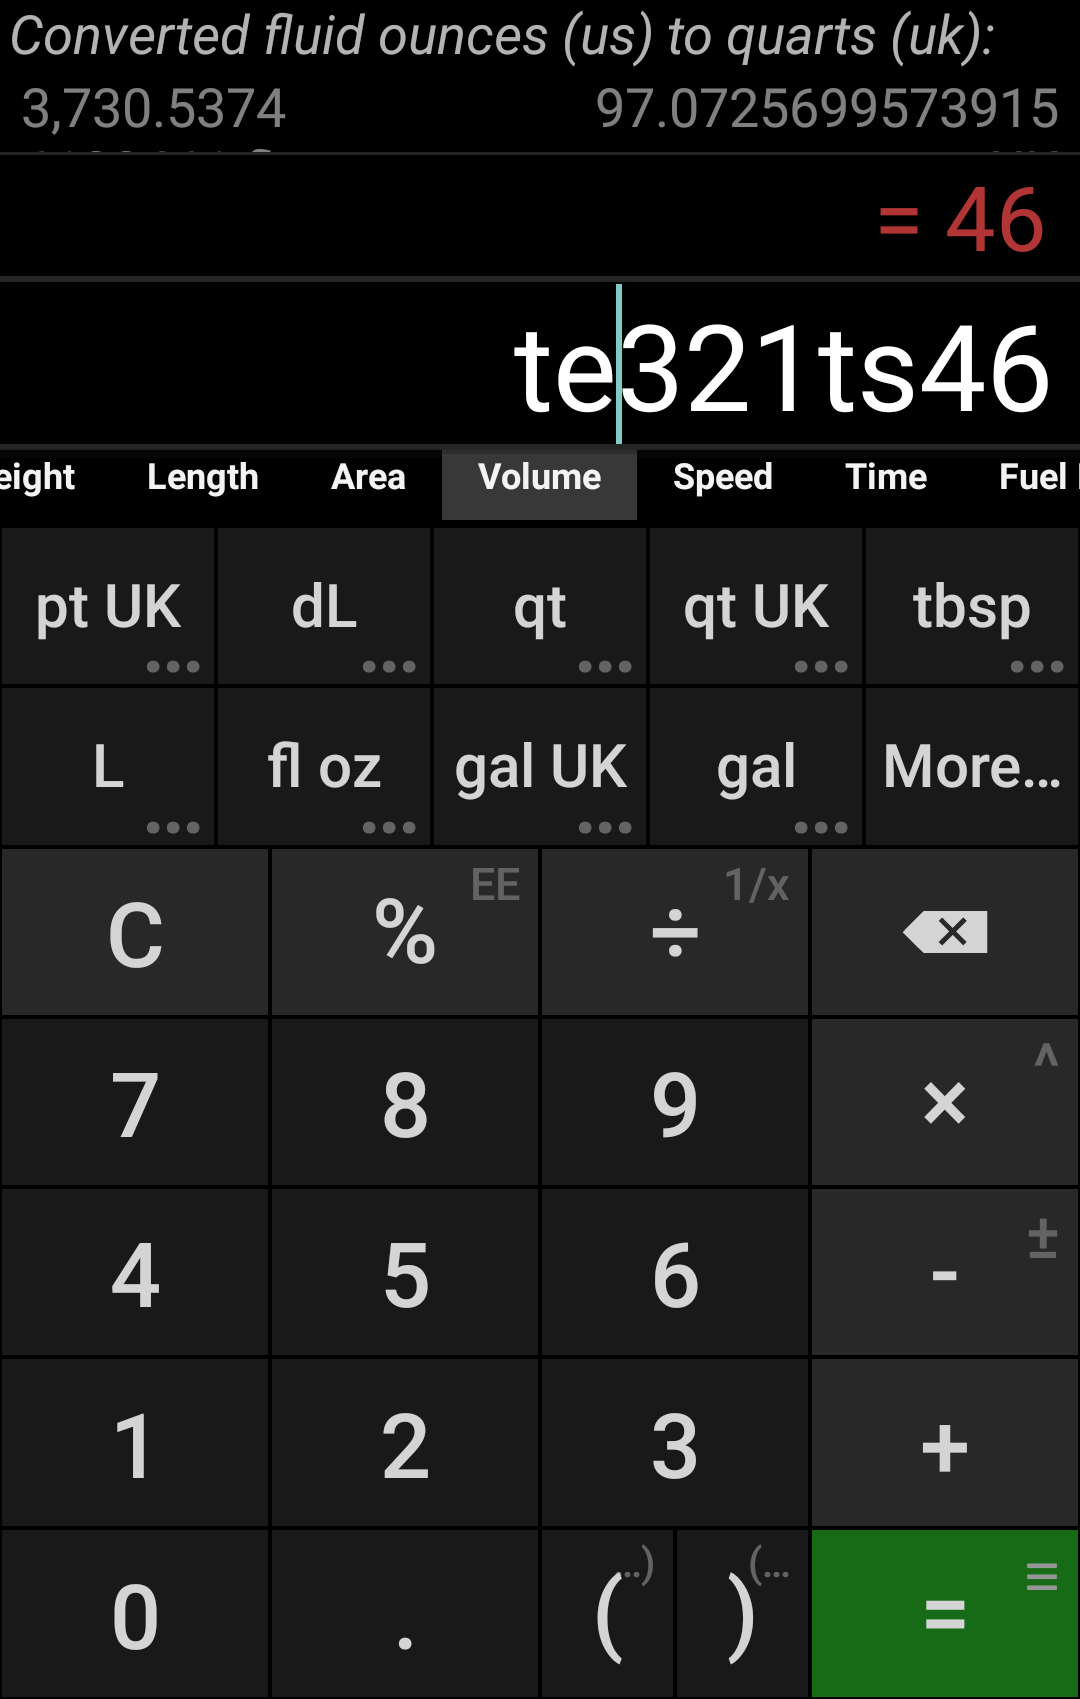 Converted fluid ounces (us) to quarts (uk):
3,730.5374 97.0725699573915
= 46
te321ts46
eight Length Area Volume Speed Time Fuel
pt UK dL qt qt UK tbsp
L fl oz gal UK gal More...
C % EE ÷ 1/x
7 8 9 × ^
4 5 6 - ±
1 2 3 +
0 . ( ..) ) (... =